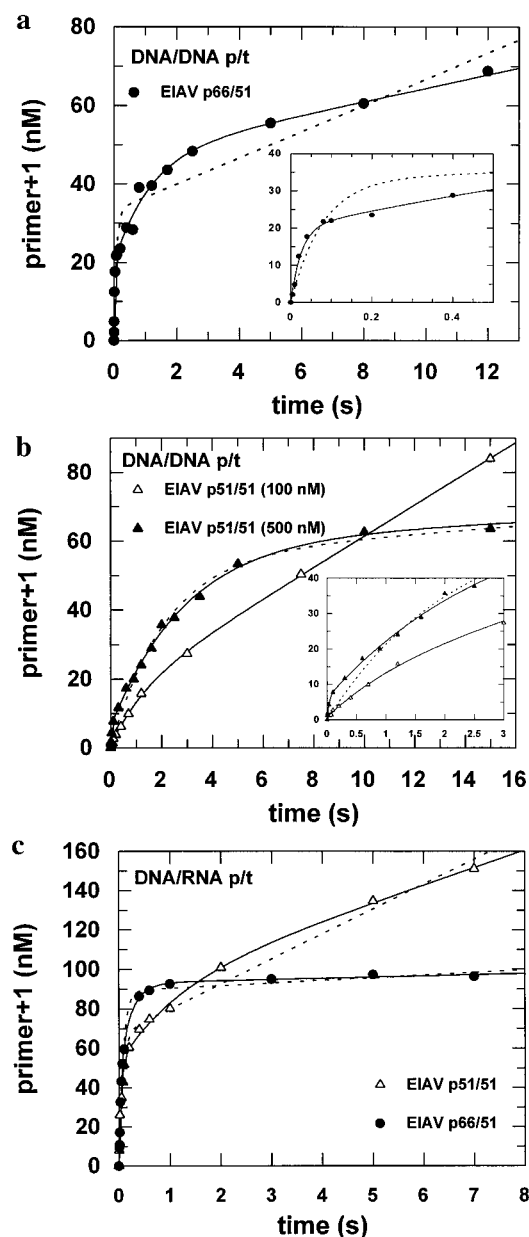 a
80
60
40
20
0
primer+1 (nM)
DNA/DNA p/t
EIAV p66/51
40
30
20
10
0
0
0.2
0.4
0 2 4 6 8 10 12
time (s)
b
80
60
40
20
0
primer+1 (nM)
DNA/DNA p/t
EIAV p51/51 (100 nM)
EIAV p51/51 (500 nM)
40
30
20
10
0
0 0.5 1 1.5 2 2.5 3
0 2 4 6 8 10 12 14 16
time (s)
c
160
140
120
100
80
60
40
20
0
primer+1 (nM)
DNA/RNA p/t
EIAV p51/51
EIAV p66/51
0 1 2 3 4 5 6 7 8
time (s)